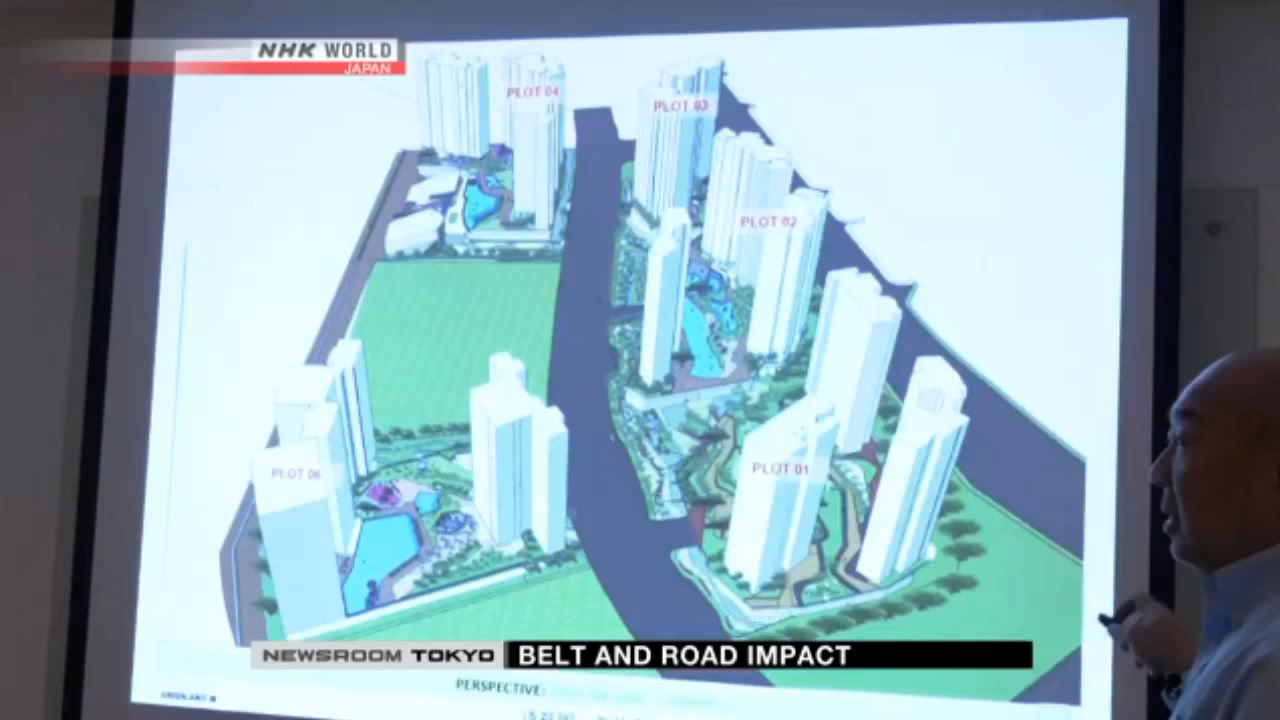 NHK WORLD
JAPAN
PLOT 04
PLOT 03
PLOT 02
PLOT 06
PLOT 01
NEWSROOM TOKYO
BELT AND ROAD IMPACT
PERSPECTIVE: